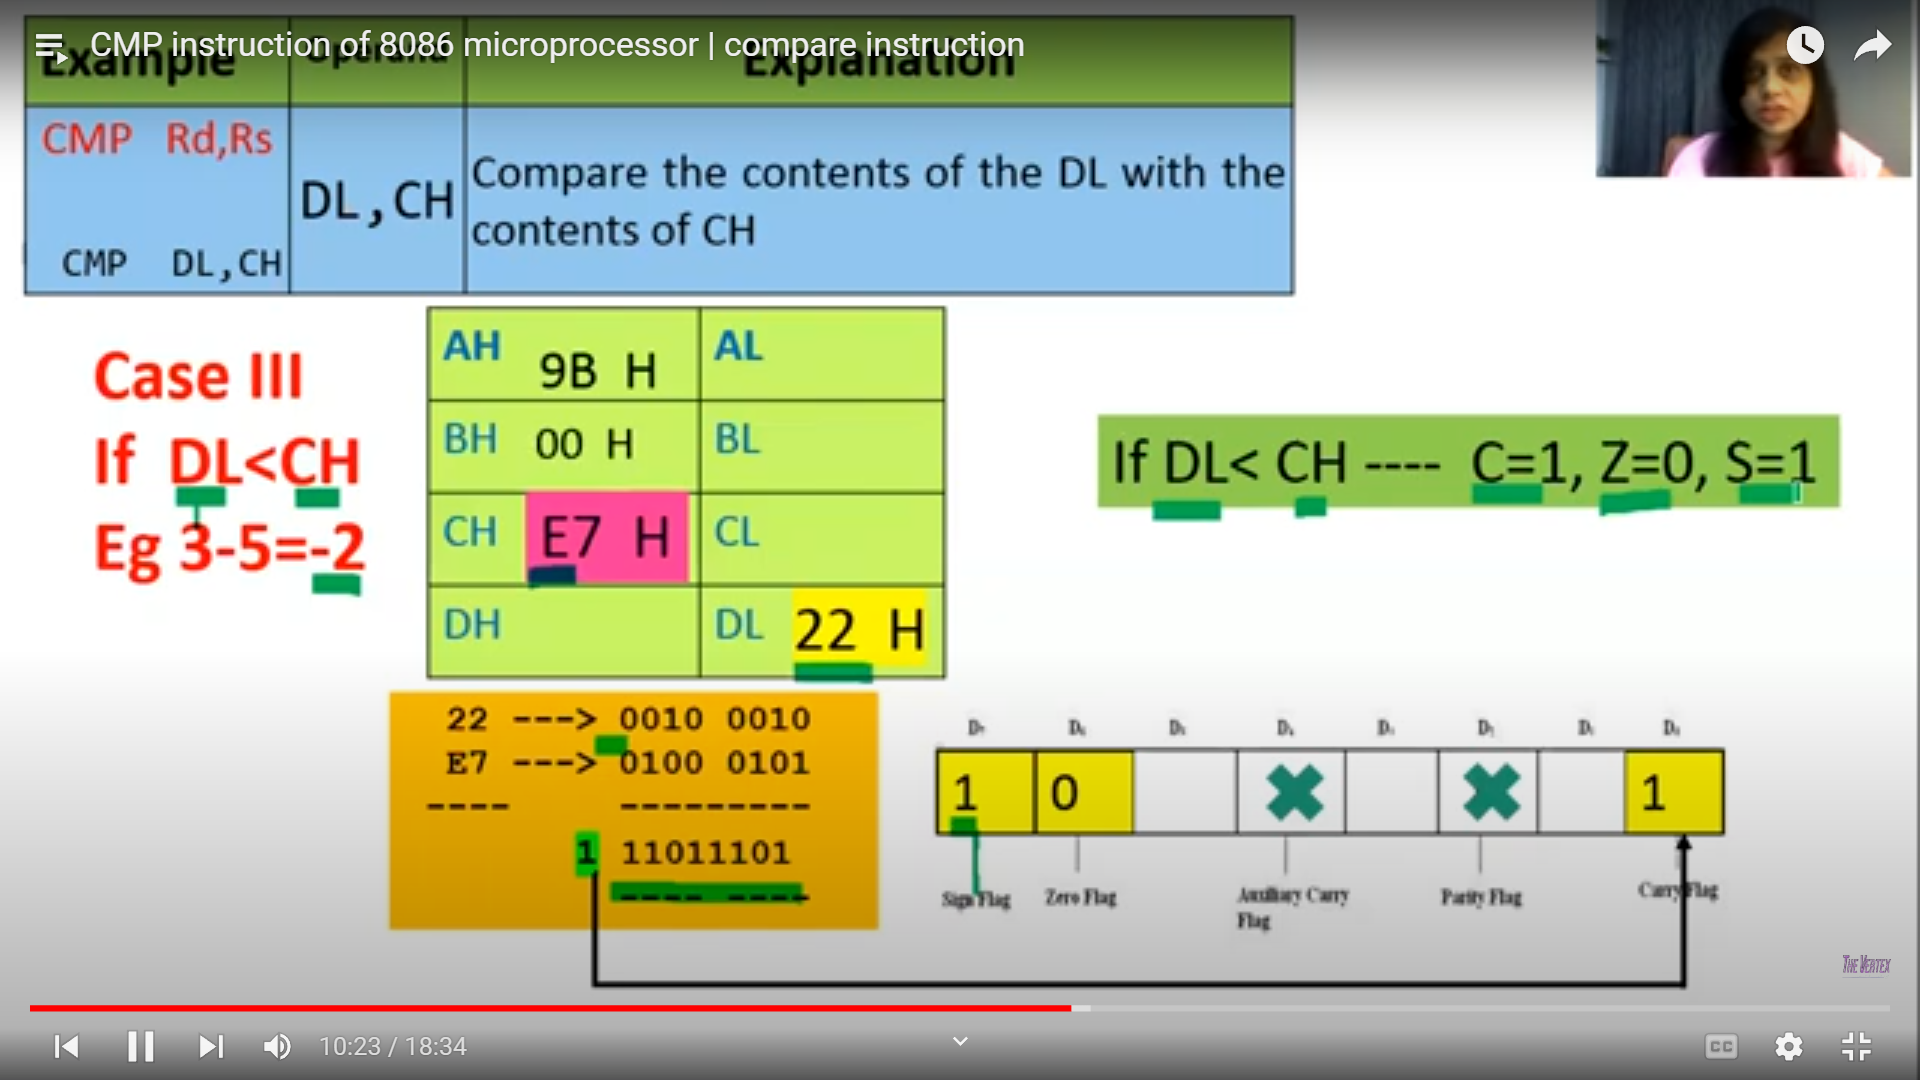 CMP instruction of 8086 microprocessor | compare instruction
Example Operand Explanation
CMP Rd,Rs
CMP DL,CH
DL,CH
Compare the contents of the DL with the
contents of CH
Case III
If DL<CH
Eg 3-5=-2
AH 9B H AL
BH 00 H BL
CH E7 H CL
DH DL 22 H
If DL< CH ---- C=1, Z=0, S=1
22 ---> 0010 0010
E7 ---> 0100 0101
---- ---------
1 11011101
---- ----
D₇ D₆ D₅ D₄ D₃ D₂ D₁ D₀
1 0 1
Sign Flag Zero Flag Auxiliary Carry Flag Parity Flag Carry Flag
THE VERTEX
10:23 / 18:34
CC